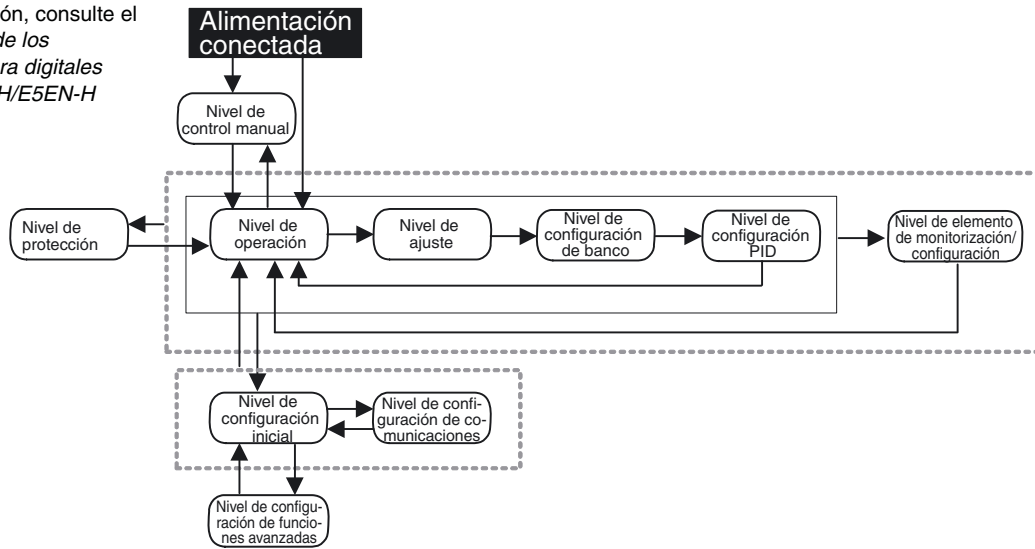 ón, consulte el
de los
ra digitales
H/E5EN-H
Alimentación
conectada
Nivel de
control manual
Nivel de
protección
Nivel de
operación
Nivel de
ajuste
Nivel de
configuración
de banco
Nivel de
configuración
PID
Nivel de elemento
de monitorización/
configuración
Nivel de
configuración
inicial
Nivel de confi-
guración de co-
municaciones
Nivel de configu-
ración de funcio-
nes avanzadas